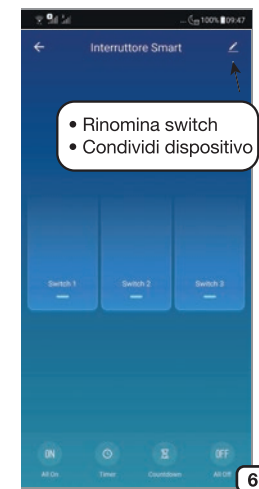 100% 09:47
Interruttore Smart
• Rinomina switch
• Condividi dispositivo
Switch 1 Switch 2 Switch 3
ON OFF
All On Timer Countdown All Off
6